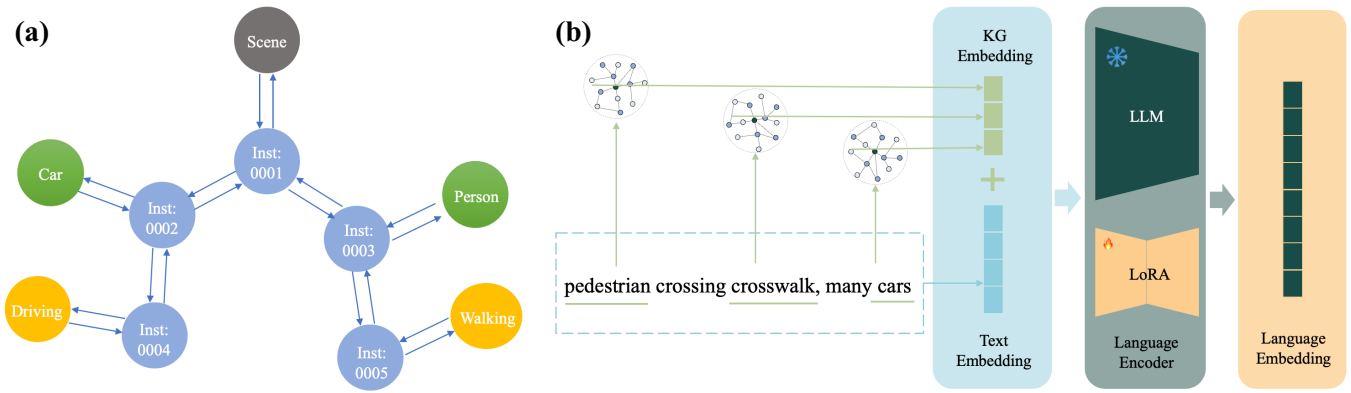 (a)
Scene
Inst:
0001
Car
Inst:
0002
Person
Inst:
0003
Driving
Inst:
0004
Walking
Inst:
0005
(b)
KG
Embedding
+
pedestrian crossing crosswalk, many cars
Text
Embedding
LLM
LoRA
Language
Encoder
Language
Embedding